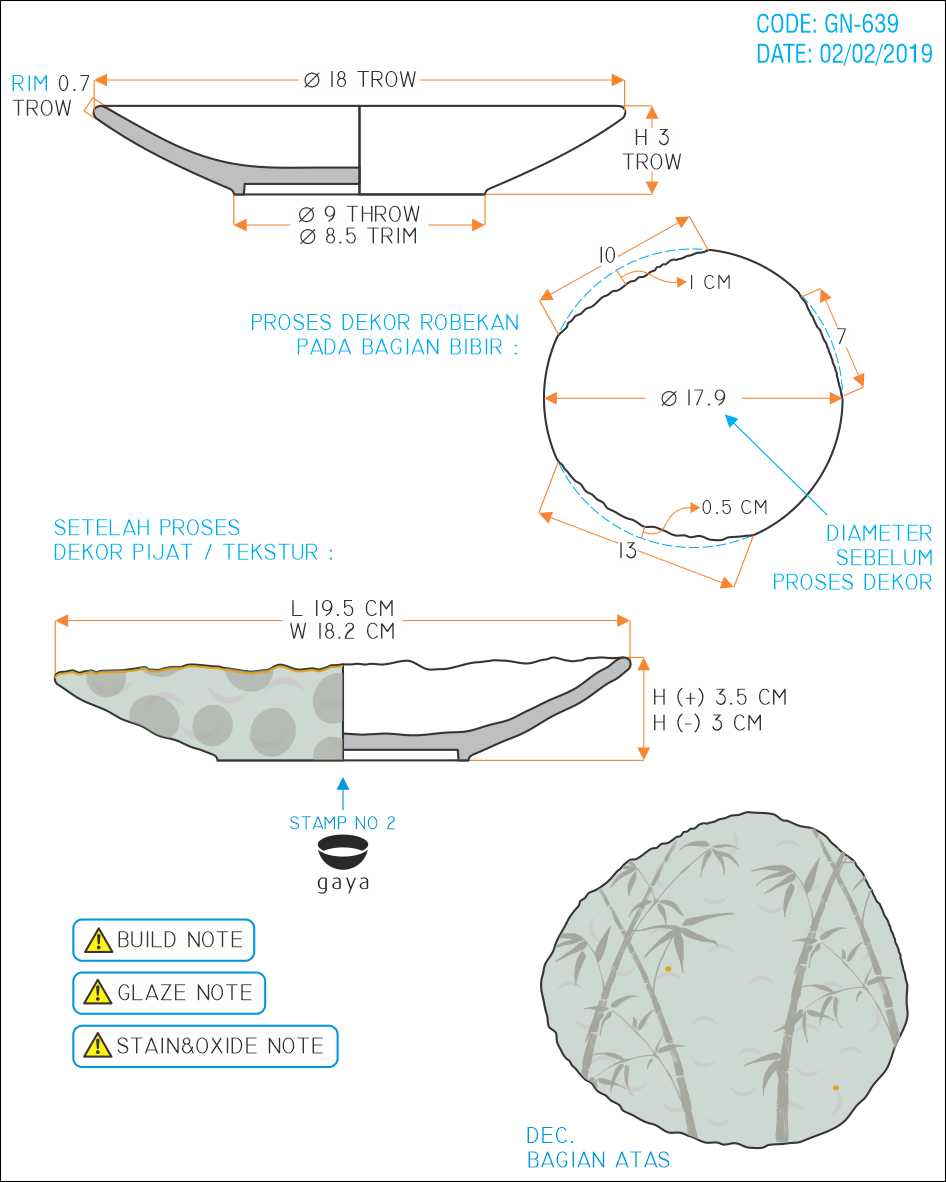 CODE: GN-639
DATE: 02/02/2019
RIM 0.7
TROW
Ø 18 TROW
H 3
TROW
Ø 9 THROW
Ø 8.5 TRIM
10
1 CM
7
PROSES DEKOR ROBEKAN
PADA BAGIAN BIBIR :
Ø 17.9
0.5 CM
13
DIAMETER
SEBELUM
PROSES DEKOR
SETELAH PROSES
DEKOR PIJAT / TEKSTUR :
L 19.5 CM
W 18.2 CM
H (+) 3.5 CM
H (-) 3 CM
STAMP NO 2
gaya
BUILD NOTE
GLAZE NOTE
STAIN&OXIDE NOTE
DEC.
BAGIAN ATAS